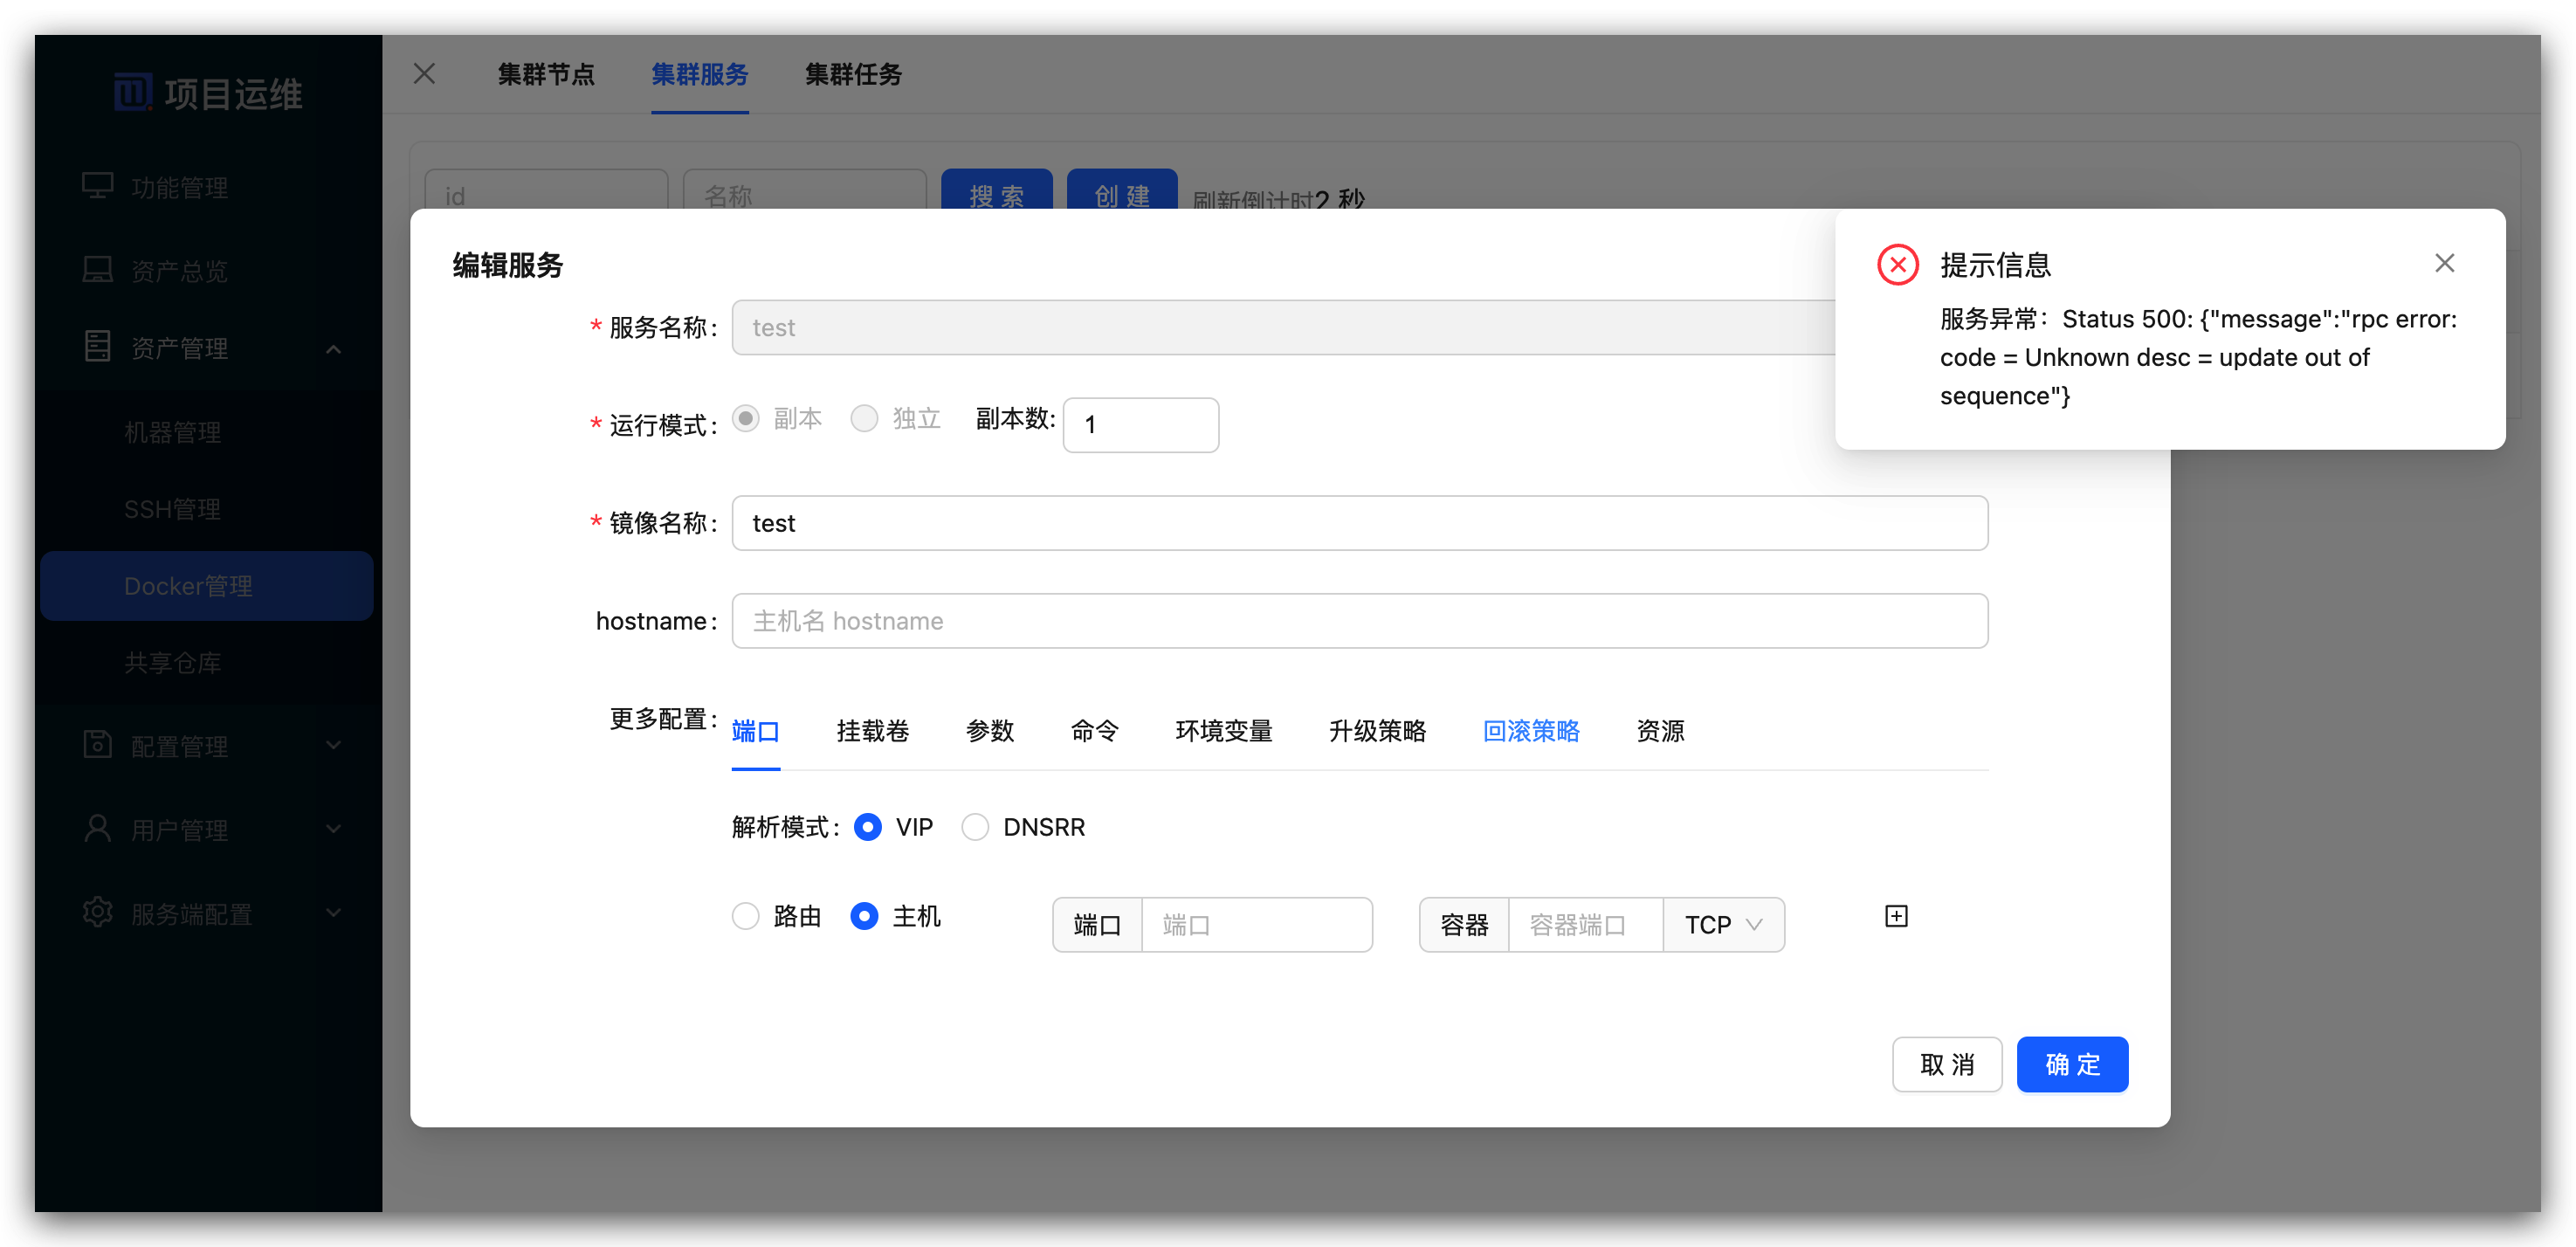 项目运维
功能管理
资产总览
资产管理
机器管理
SSH管理
Docker管理
共享仓库
配置管理
用户管理
服务端配置
集群节点 集群服务 集群任务
id 名称 搜 索 创 建 刷新倒计时2 秒
编辑服务
* 服务名称: test
* 运行模式: 副本 独立 副本数: 1
* 镜像名称: test
hostname: 主机名 hostname
更多配置: 端口 挂载卷 参数 命令 环境变量 升级策略 回滚策略 资源
解析模式: VIP DNSRR
路由 主机 端口 端口 容器 容器端口 TCP
取 消 确 定
提示信息
服务异常：Status 500: {"message":"rpc error:
code = Unknown desc = update out of
sequence"}